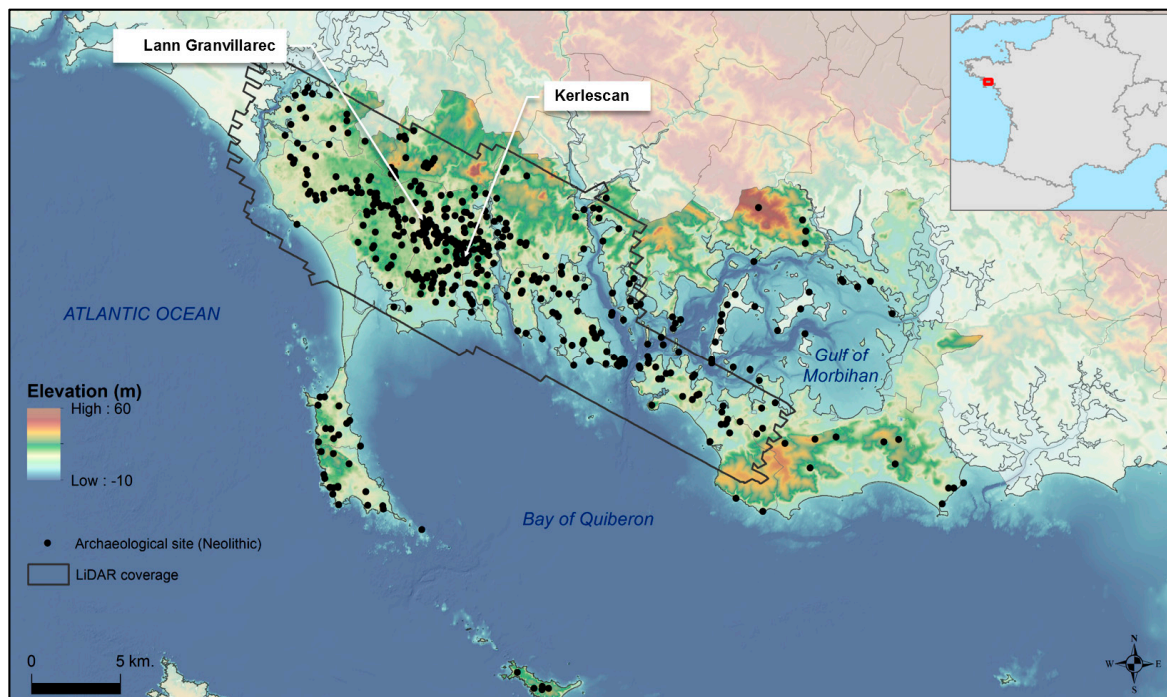 Lann Granvillarec
Kerlescan
ATLANTIC OCEAN
Gulf of
Morbihan
Elevation (m)
High : 60
Low : -10
Bay of Quiberon
Archaeological site (Neolithic)
LiDAR coverage
0 5 km.
N
W E
S